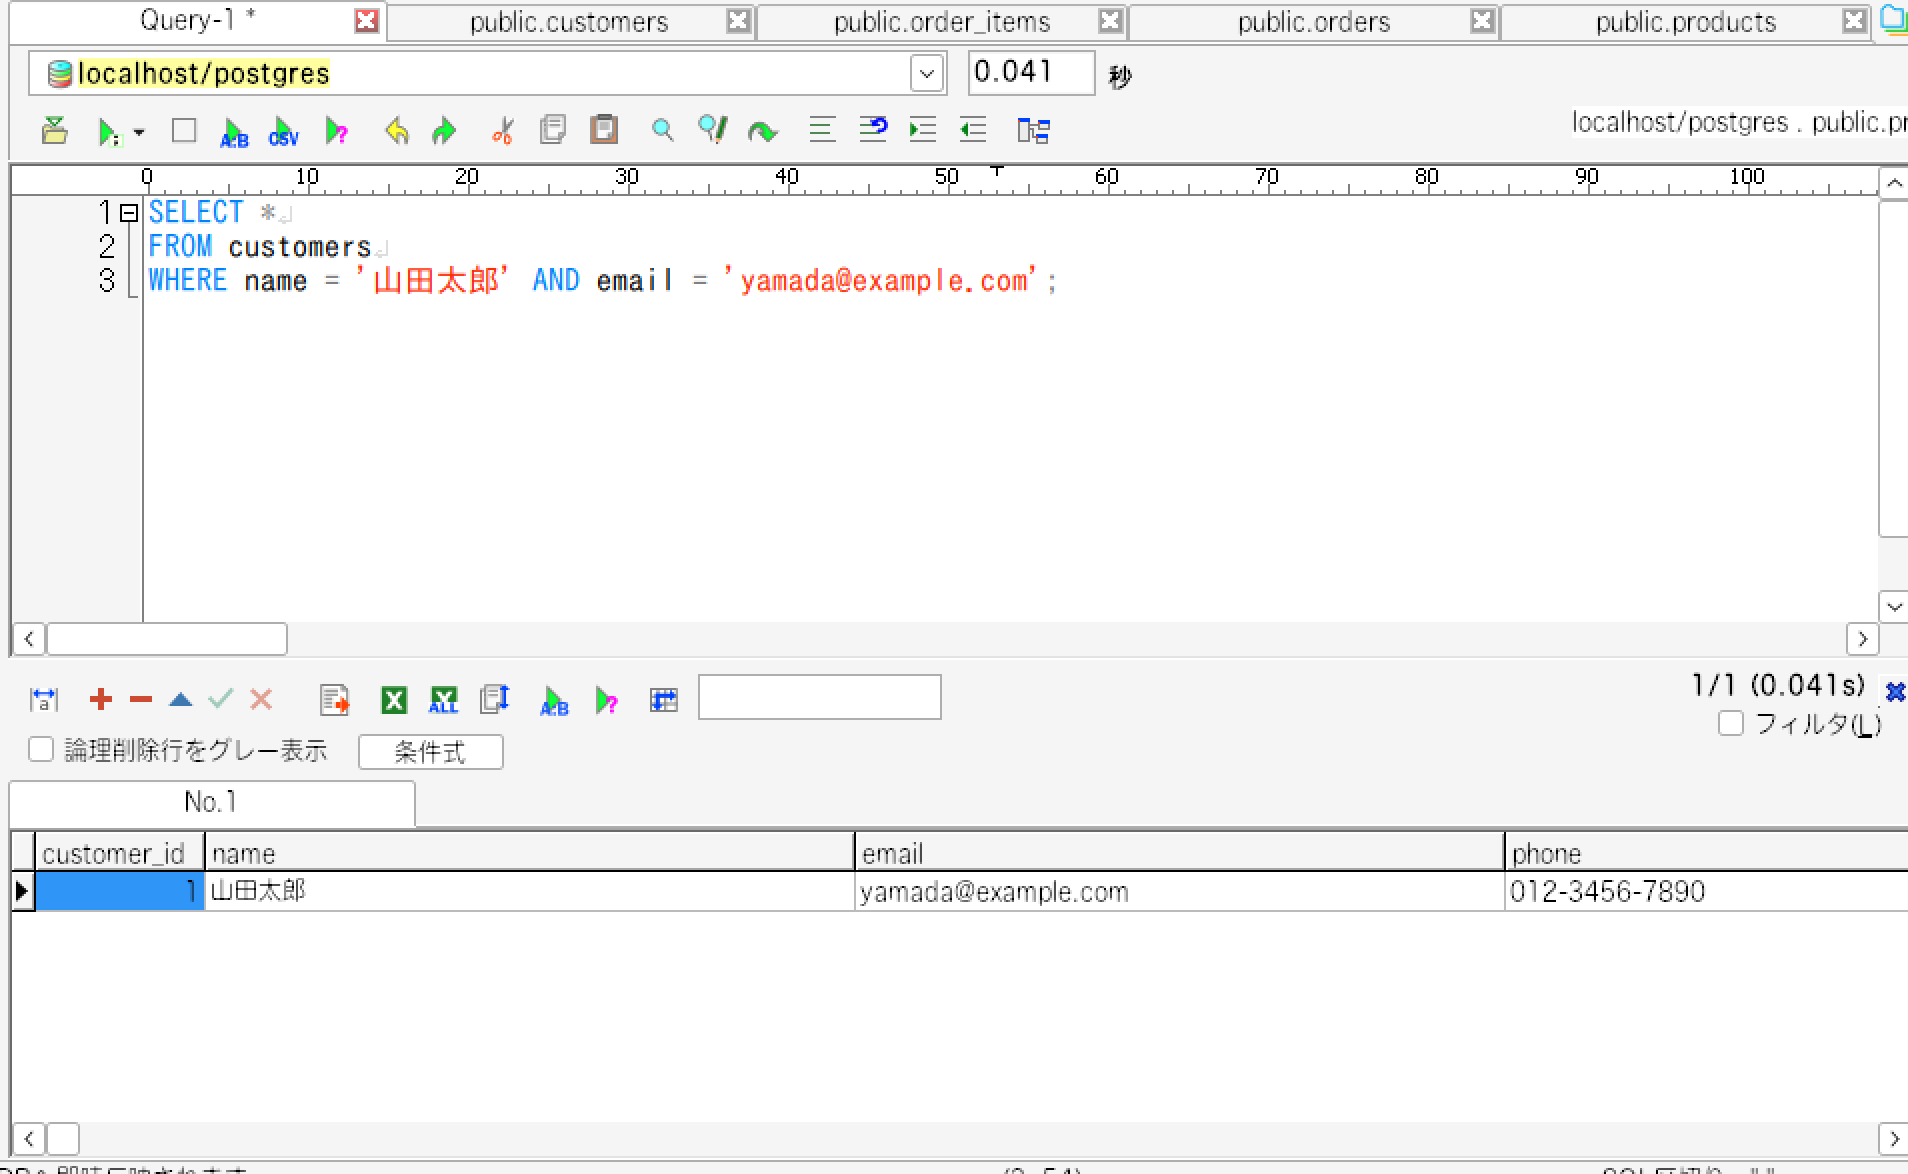 Query-1 *
public.customers
public.order_items
public.orders
public.products
localhost/postgres
0.041
秒
A:B
CSV
localhost/postgres . public.pr
0 10 20 30 40 50 60 70 80 90 100
1 SELECT *
2 FROM customers
3 WHERE name = '山田太郎' AND email = 'yamada@example.com';
ALL
A:B
1/1 (0.041s)
フィルタ(L)
論理削除行をグレー表示
条件式
No.1
customer_id name email phone
1 山田太郎 yamada@example.com 012-3456-7890